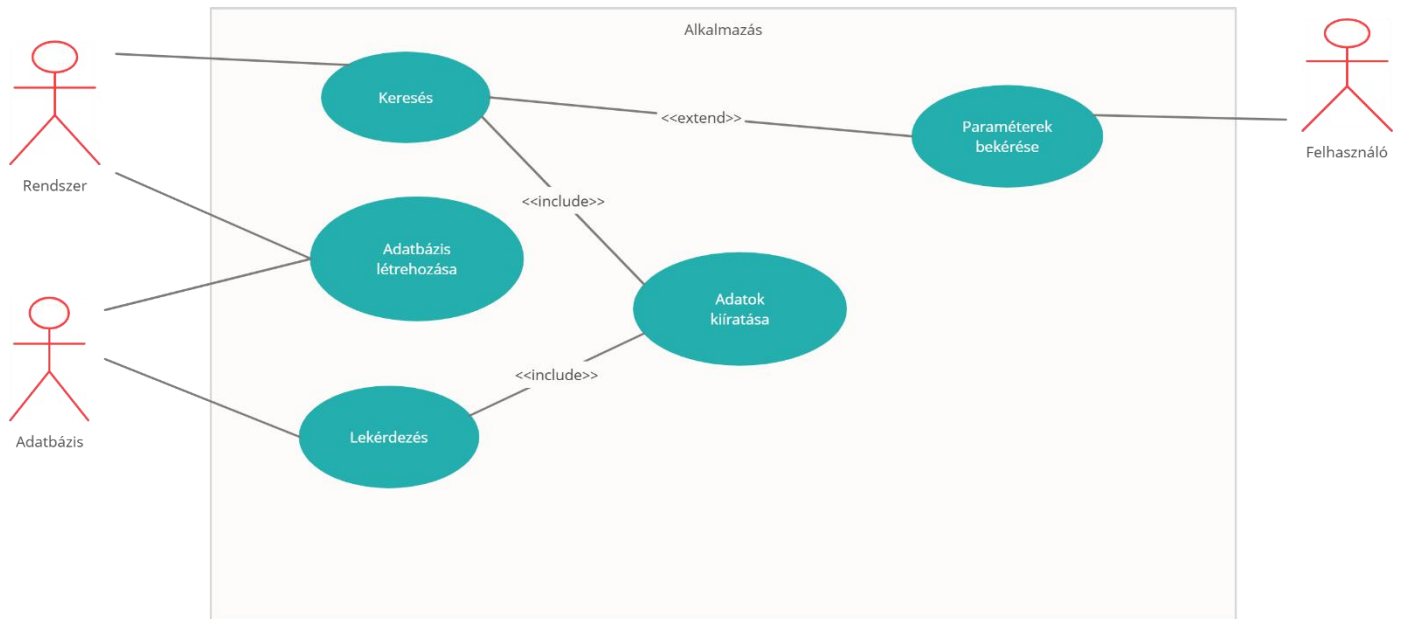 Alkalmazás
Rendszer
Keresés
<<extend>>
Paraméterek
bekérése
Felhasználó
<<include>>
Adatbázis
létrehozása
Adatok
kiíratása
<<include>>
Lekérdezés
Adatbázis